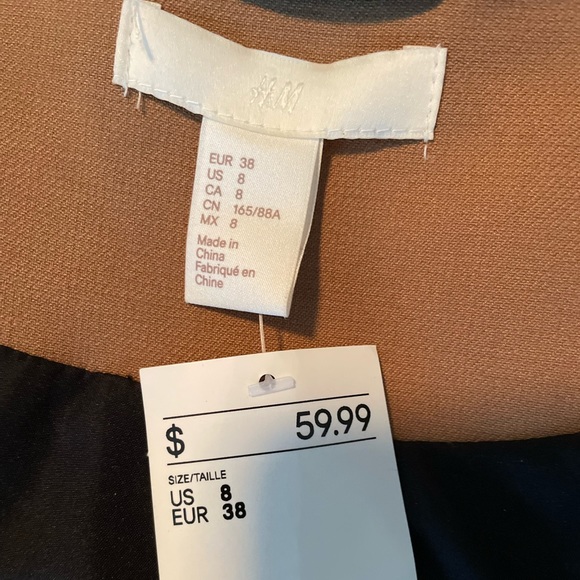 H&M
EUR 38
US 8
CA 8
CN 165/88A
MX 8
Made in
China
Fabriqué en
Chine
$ 59.99
SIZE/TAILLE
US 8
EUR 38